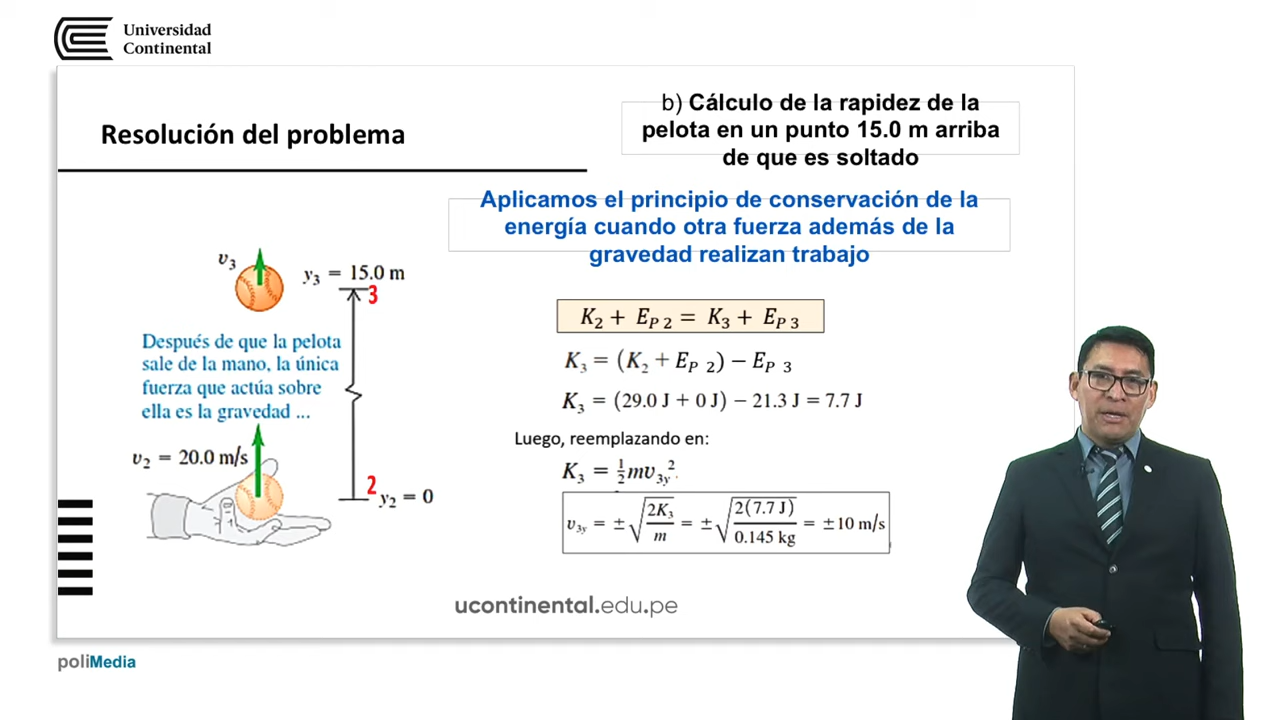 Universidad
Continental
Resolución del problema
b) Cálculo de la rapidez de la
pelota en un punto 15.0 m arriba
de que es soltado
Aplicamos el principio de conservación de la
energía cuando otra fuerza además de la
gravedad realizan trabajo
v₃
y₃ = 15.0 m
3
Después de que la pelota
sale de la mano, la única
fuerza que actúa sobre
ella es la gravedad ...
v₂ = 20.0 m/s
2
y₂ = 0
K₂ + E_P 2 = K₃ + E_P 3
K₃ = (K₂ + E_P 2) − E_P 3
K₃ = (29.0 J + 0 J) − 21.3 J = 7.7 J
Luego, reemplazando en:
K₃ = ½mv₃y²
v₃y = ±√(2K₃/m) = ±√(2(7.7 J)/0.145 kg) = ±10 m/s
ucontinental.edu.pe
poliMedia